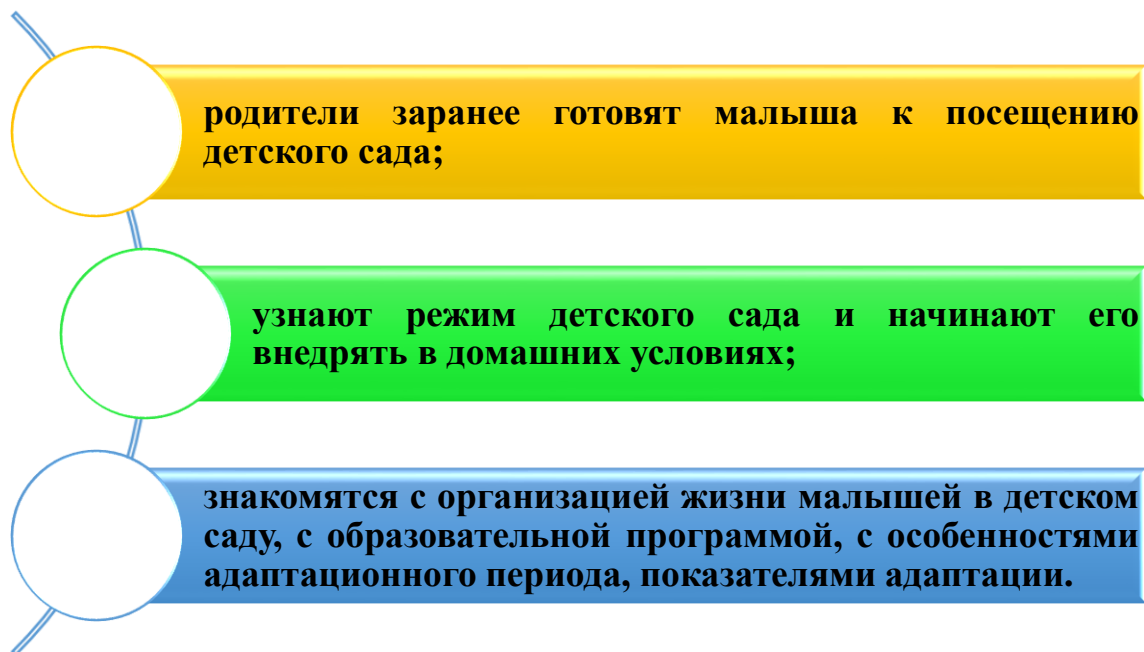 родители заранее готовят малыша к посещению
детского сада;
узнают режим детского сада и начинают его
внедрять в домашних условиях;
знакомятся с организацией жизни малышей в детском
саду, с образовательной программой, с особенностями
адаптационного периода, показателями адаптации.